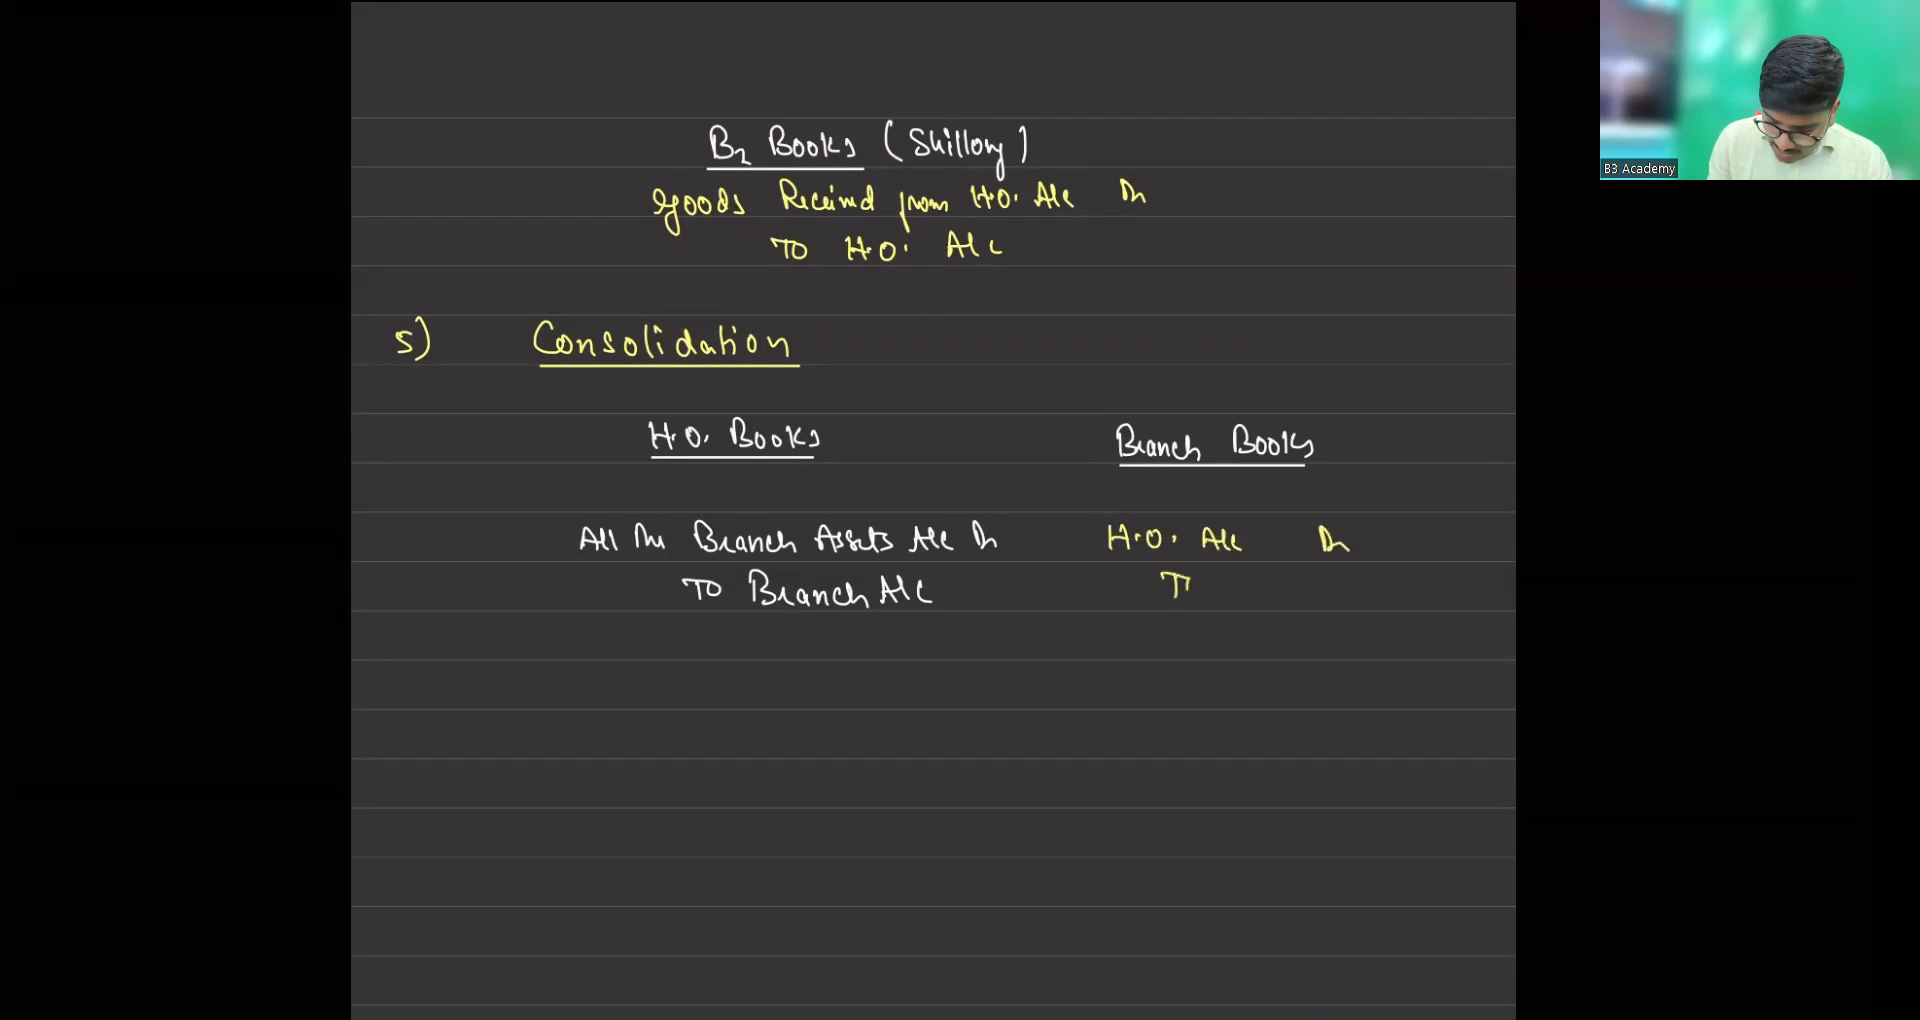 B2 Books (Shillong)
Goods Received from H.O. A/c Dr
To H.O. A/c
5) Consolidation
H.O. Books
Branch Books
All the Branch Assets A/c Dr
To Branch A/c
H.O. A/c Dr
T
B3 Academy